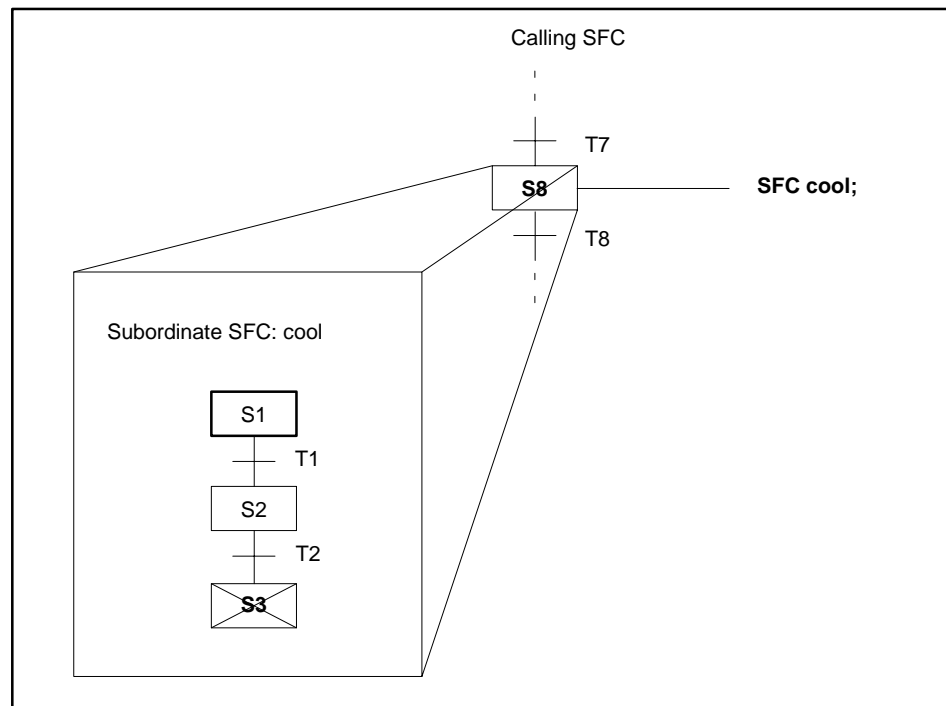 Calling SFC
T7
S8
SFC cool;
T8
Subordinate SFC: cool
S1
T1
S2
T2
S3